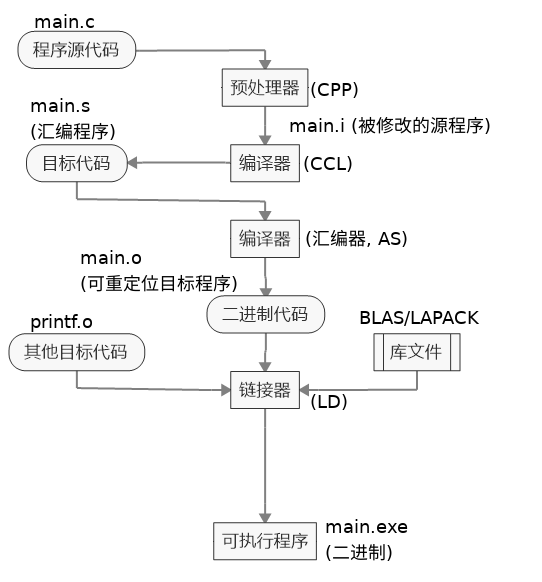 main.c
程序源代码
预处理器 (CPP)
main.i (被修改的源程序)
main.s
(汇编程序)
目标代码
编译器 (CCL)
编译器 (汇编器, AS)
main.o
(可重定位目标程序)
二进制代码
printf.o
其他目标代码
BLAS/LAPACK
库文件
链接器 (LD)
可执行程序
main.exe
(二进制)